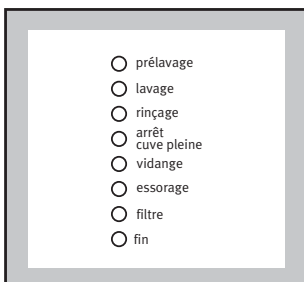 prélavage
lavage
rinçage
arrêt
cuve pleine
vidange
essorage
filtre
fin